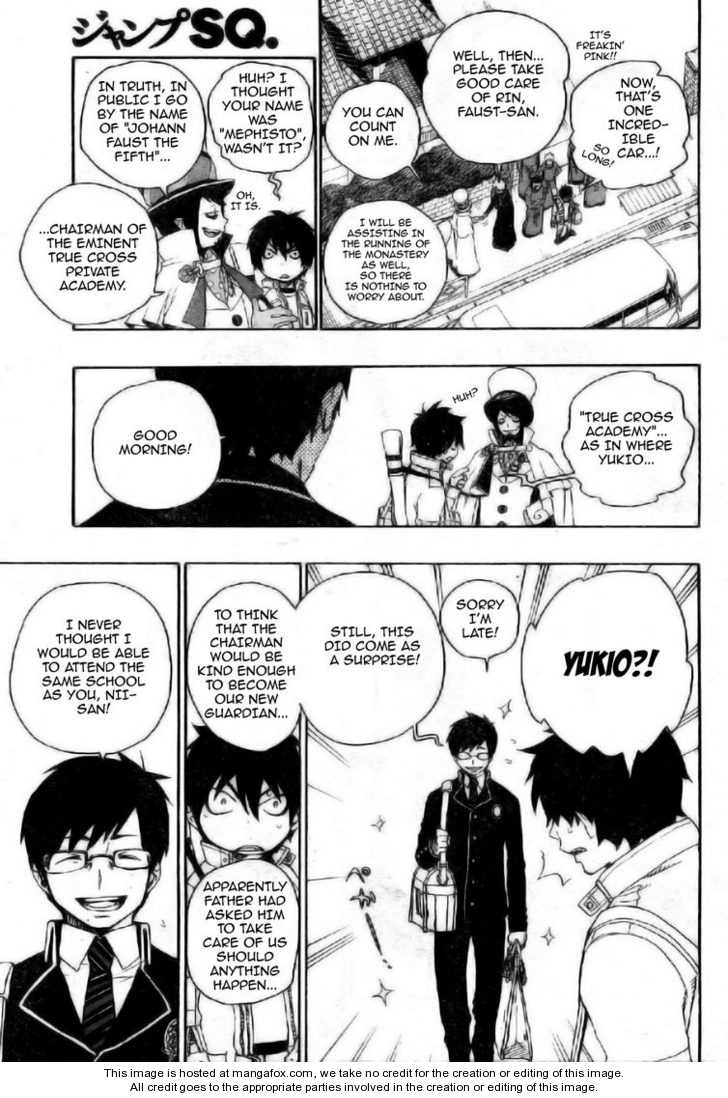 ジャンプSQ.
IT'S
FREAKIN'
PINK!!
NOW,
THAT'S
ONE
INCRED-
IBLE
CAR...!
SO
LONG!
WELL, THEN...
PLEASE TAKE
GOOD CARE
OF RIN,
FAUST-SAN.
YOU CAN
COUNT
ON ME.
I WILL BE
ASSISTING IN
THE RUNNING OF
THE MONASTERY
AS WELL,
SO THERE
IS NOTHING TO
WORRY ABOUT.
HUH? I
THOUGHT
YOUR NAME
WAS
"MEPHISTO",
WASN'T IT?
IN TRUTH, IN
PUBLIC I GO
BY THE NAME
OF "JOHANN
FAUST THE
FIFTH"...
OH,
IT IS.
...CHAIRMAN
OF THE EMINENT
TRUE CROSS
PRIVATE
ACADEMY.
"TRUE CROSS
ACADEMY"...
AS IN WHERE
YUKIO...
HUH?
GOOD
MORNING!
YUKIO?!
SORRY
I'M
LATE!
STILL, THIS
DID COME AS
A SURPRISE!
ペカー
TO THINK
THAT THE
CHAIRMAN
WOULD BE
KIND ENOUGH
TO BECOME
OUR NEW
GUARDIAN...
APPARENTLY
FATHER HAD
ASKED HIM
TO TAKE
CARE OF US
SHOULD
ANYTHING
HAPPEN...
I NEVER
THOUGHT I
WOULD BE ABLE
TO ATTEND THE
SAME SCHOOL
AS YOU, NII-
SAN!
This image is hosted at mangafox.com, we take no credit for the creation or editing of this image.
All credit goes to the appropriate parties involved in the creation or editing of this image.